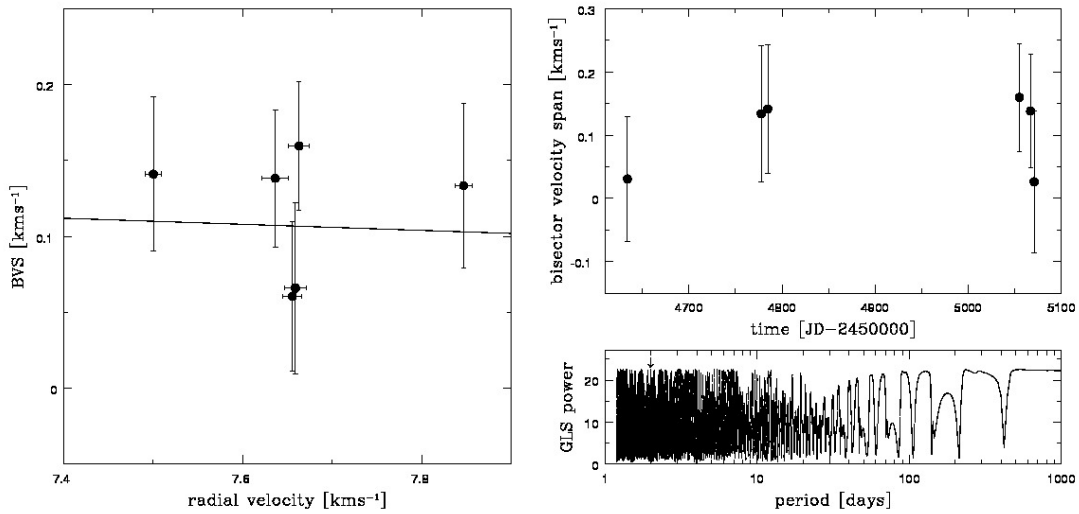 0.2
0.1
0
BVS [kms⁻¹]
7.4 7.6 7.8
radial velocity [kms⁻¹]
0.3
0.2
0.1
0
-0.1
bisector velocity span [kms⁻¹]
4700 4800 4900 5000 5100
time [JD-2450000]
20
10
0
GLS power
1 10 100 1000
period [days]